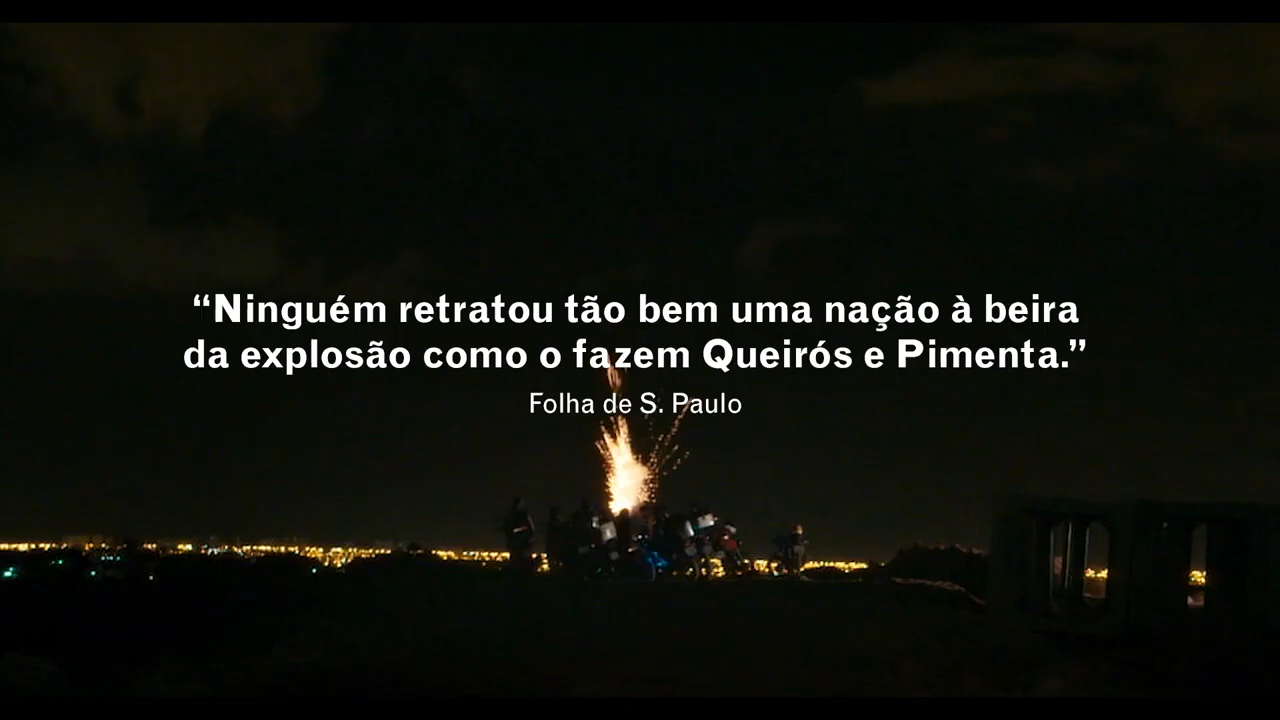 “Ninguém retratou tão bem uma nação à beira
da explosão como o fazem Queirós e Pimenta.”
Folha de S. Paulo